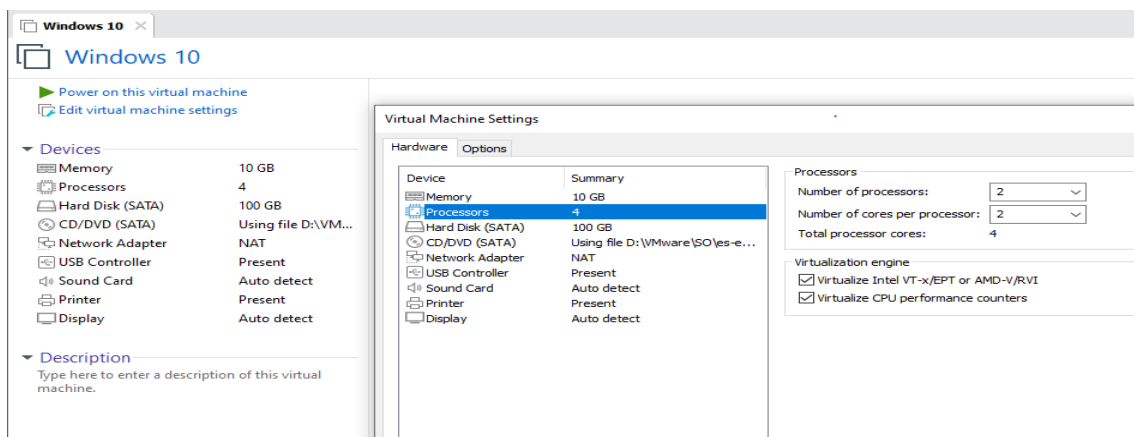 Windows 10
Windows 10
Power on this virtual machine
Edit virtual machine settings
Devices
Memory 10 GB
Processors 4
Hard Disk (SATA) 100 GB
CD/DVD (SATA) Using file D:\VM...
Network Adapter NAT
USB Controller Present
Sound Card Auto detect
Printer Present
Display Auto detect
Description
Type here to enter a description of this virtual
machine.
Virtual Machine Settings
Hardware Options
Device Summary
Memory 10 GB
Processors 4
Hard Disk (SATA) 100 GB
CD/DVD (SATA) Using file D:\VMware\SO\es-e...
Network Adapter NAT
USB Controller Present
Sound Card Auto detect
Printer Present
Display Auto detect
Processors
Number of processors: 2
Number of cores per processor: 2
Total processor cores: 4
Virtualization engine
Virtualize Intel VT-x/EPT or AMD-V/RVI
Virtualize CPU performance counters